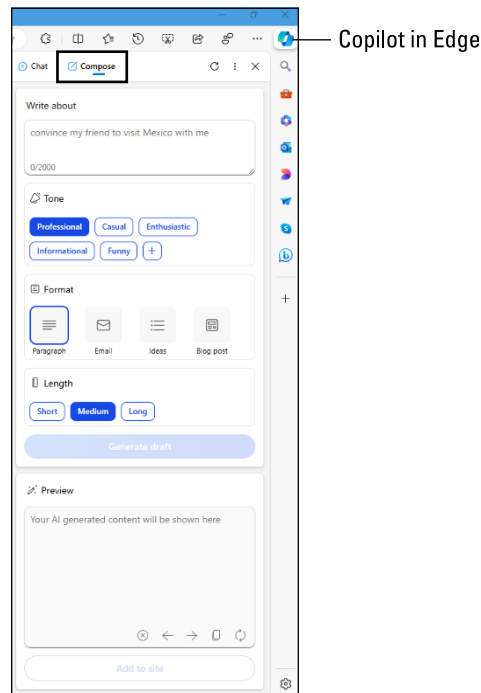 Copilot in Edge
Chat
Compose
Write about
convince my friend to visit Mexico with me
0/2000
Tone
Professional
Casual
Enthusiastic
Informational
Funny
+
Format
Paragraph
Email
Ideas
Blog post
Length
Short
Medium
Long
Generate draft
Preview
Your AI generated content will be shown here
Add to site